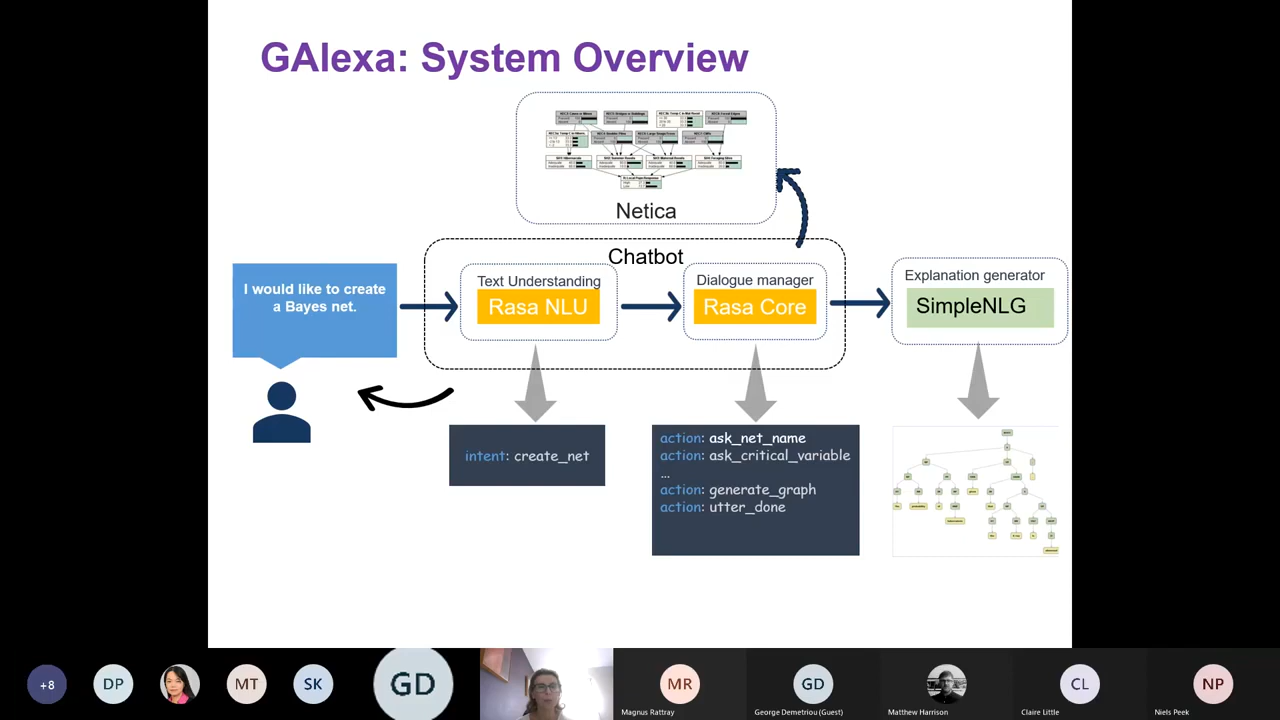 GAlexa: System Overview
Netica
Chatbot
I would like to create
a Bayes net.
Text Understanding
Rasa NLU
Dialogue manager
Rasa Core
Explanation generator
SimpleNLG
intent: create_net
action: ask_net_name
action: ask_critical_variable
...
action: generate_graph
action: utter_done
+8
DP
MT
SK
GD
MR
Magnus Rattray
GD
George Demetriou (Guest)
Matthew Harrison
CL
Claire Little
NP
Niels Peek